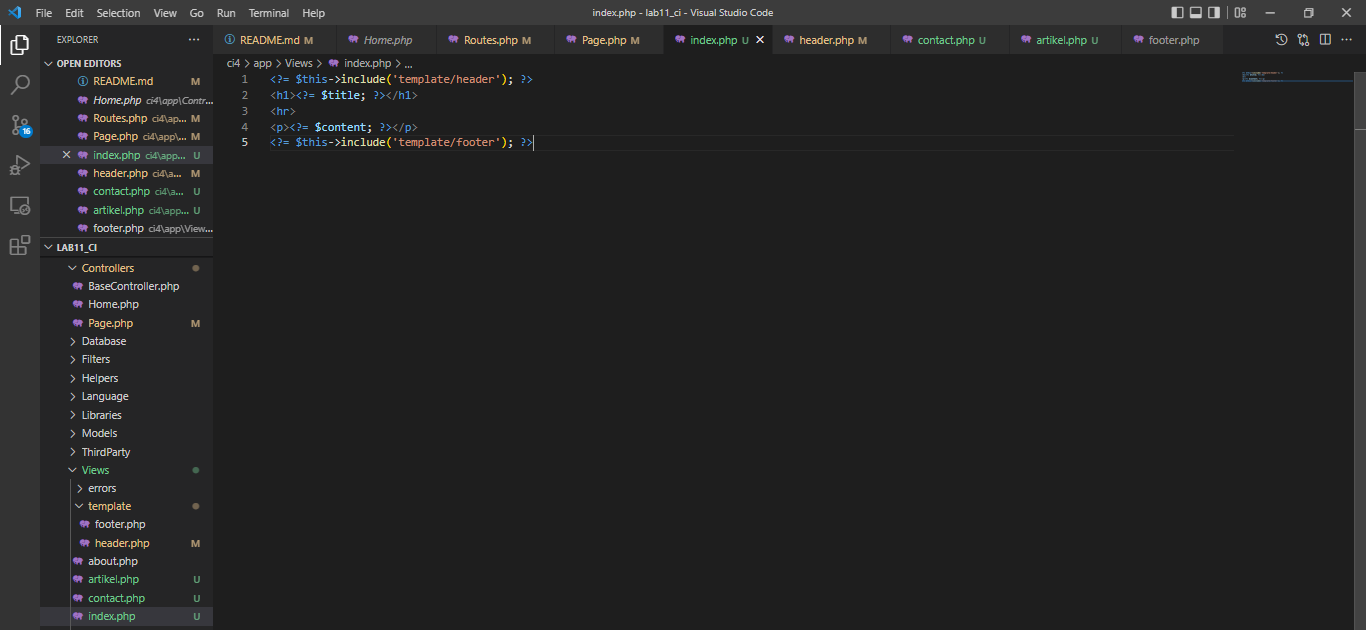 File Edit Selection View Go Run Terminal Help
index.php - lab11_ci - Visual Studio Code
EXPLORER
README.md M
Home.php
Routes.php M
Page.php M
index.php U
header.php M
contact.php U
artikel.php U
footer.php
OPEN EDITORS
README.md M
Home.php ci4\app\Contr...
Routes.php ci4\ap... M
Page.php ci4\app\... M
index.php ci4\app... U
header.php ci4\a... M
contact.php ci4\a... U
artikel.php ci4\app... U
footer.php ci4\app\View...
16
LAB11_CI
Controllers
BaseController.php
Home.php
Page.php M
Database
Filters
Helpers
Language
Libraries
Models
ThirdParty
Views
errors
template
footer.php
header.php M
about.php
artikel.php U
contact.php U
index.php U
ci4 > app > Views > index.php > ...
1 <?= $this->include('template/header'); ?>
2 <h1><?= $title; ?></h1>
3 <hr>
4 <p><?= $content; ?></p>
5 <?= $this->include('template/footer'); ?>